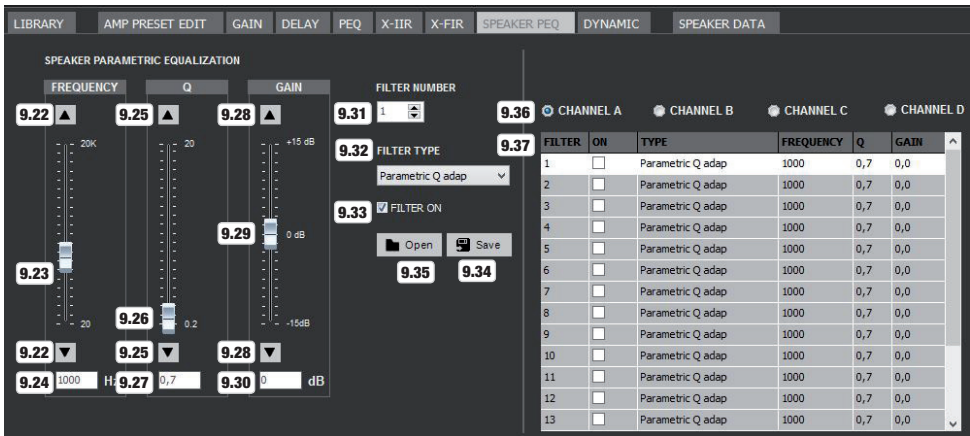 LIBRARY AMP PRESET EDIT GAIN DELAY PEQ X-IIR X-FIR SPEAKER PEQ DYNAMIC SPEAKER DATA
SPEAKER PARAMETRIC EQUALIZATION
FREQUENCY Q GAIN
9.22 9.25 9.28
20K 20 +15 dB
9.29 0 dB
9.23
9.26
20 0.2 -15dB
9.22 9.25 9.28
9.24 1000 Hz 9.27 0,7 9.30 0 dB
FILTER NUMBER
9.31 1
9.32 FILTER TYPE
Parametric Q adap
9.33 FILTER ON
Open Save
9.35 9.34
9.36 CHANNEL A CHANNEL B CHANNEL C CHANNEL D
9.37 FILTER ON TYPE FREQUENCY Q GAIN
1 Parametric Q adap 1000 0,7 0,0
2 Parametric Q adap 1000 0,7 0,0
3 Parametric Q adap 1000 0,7 0,0
4 Parametric Q adap 1000 0,7 0,0
5 Parametric Q adap 1000 0,7 0,0
6 Parametric Q adap 1000 0,7 0,0
7 Parametric Q adap 1000 0,7 0,0
8 Parametric Q adap 1000 0,7 0,0
9 Parametric Q adap 1000 0,7 0,0
10 Parametric Q adap 1000 0,7 0,0
11 Parametric Q adap 1000 0,7 0,0
12 Parametric Q adap 1000 0,7 0,0
13 Parametric Q adap 1000 0,7 0,0